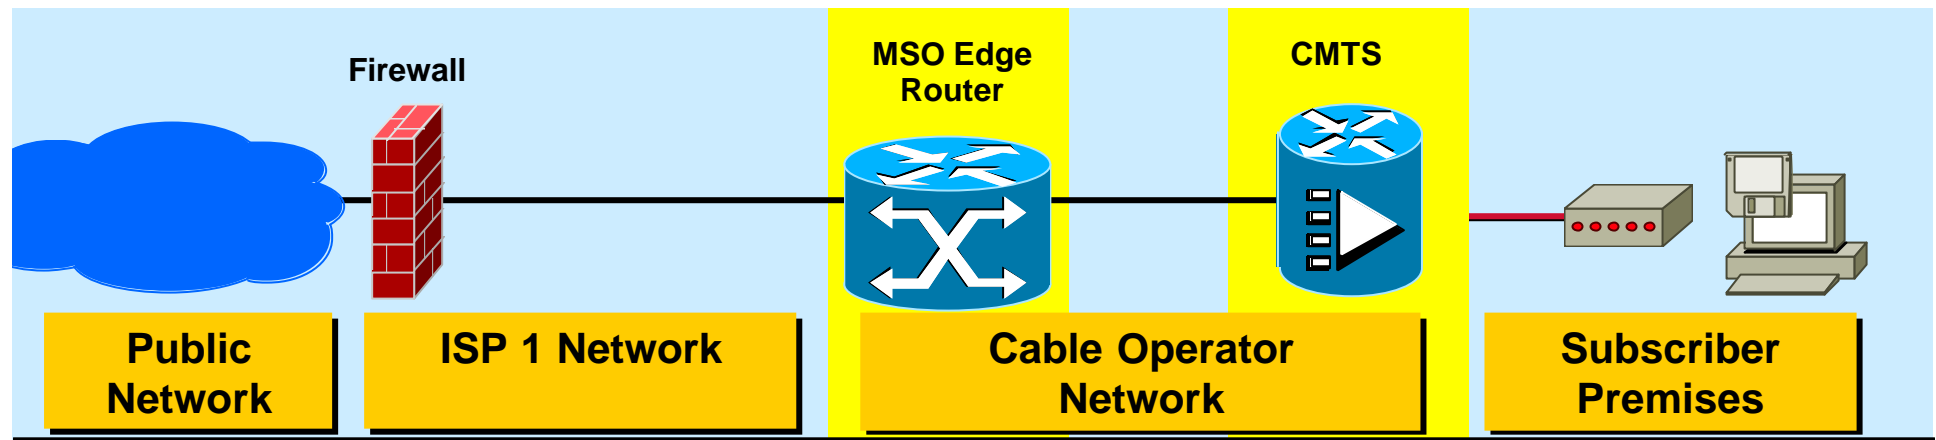 Firewall
MSO Edge
Router
CMTS
Public
Network
ISP 1 Network
Cable Operator
Network
Subscriber
Premises